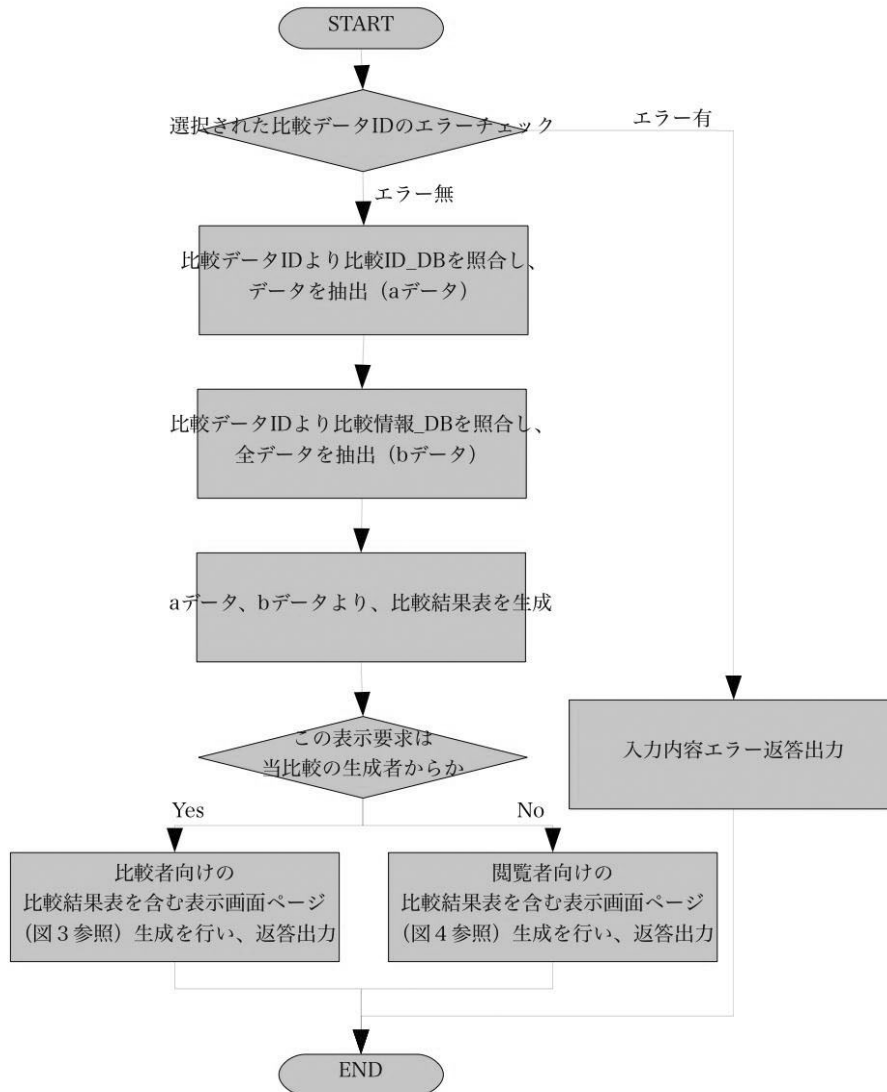 START
選択された比較データIDのエラーチェック
エラー有
エラー無
比較データIDより比較ID_DBを照合し、
データを抽出（aデータ）
比較データIDより比較情報_DBを照合し、
全データを抽出（bデータ）
aデータ、bデータより、比較結果表を生成
この表示要求は
当比較の生成者からか
入力内容エラー返答出力
Yes
No
比較者向けの
比較結果表を含む表示画面ページ
（図３参照）生成を行い、返答出力
閲覧者向けの
比較結果表を含む表示画面ページ
（図４参照）生成を行い、返答出力
END